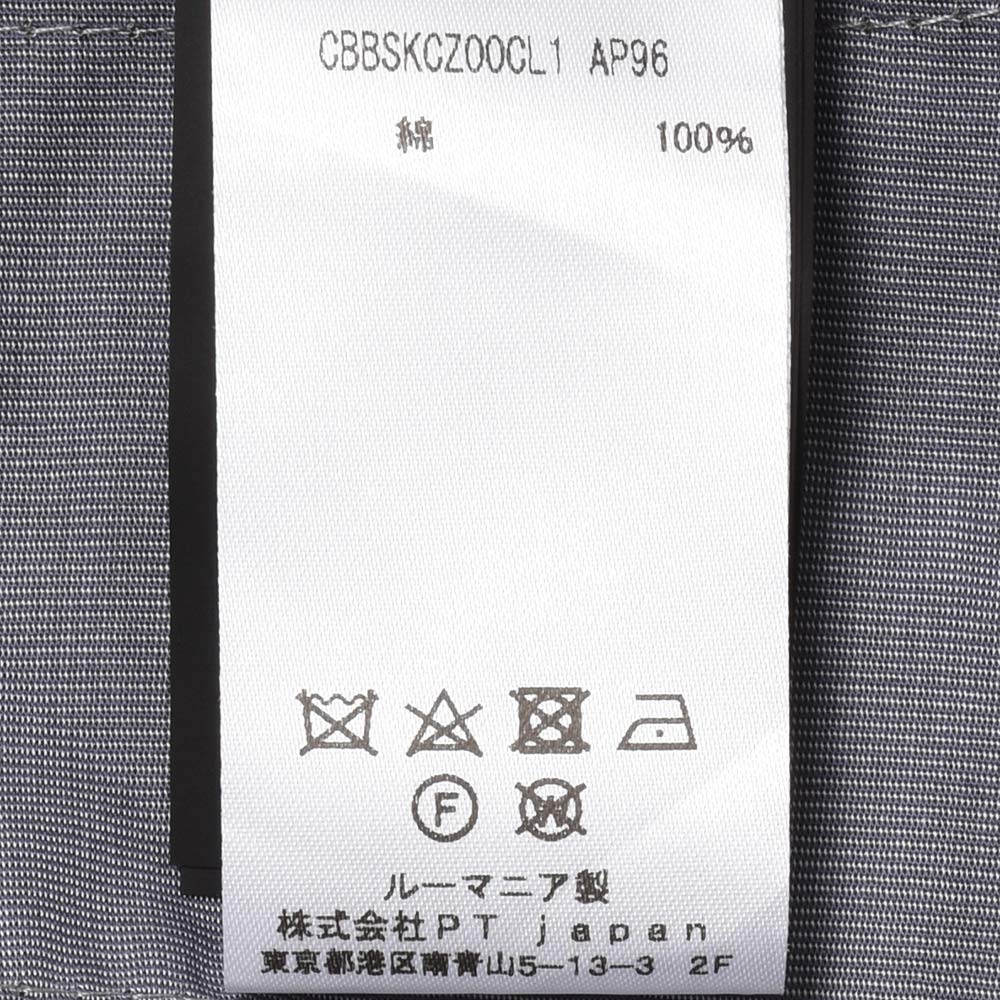 CBBSKCZ00CL1 AP96
綿 100%
F W
ルーマニア製
株式会社PT japan
東京都港区南青山5-13-3 2F